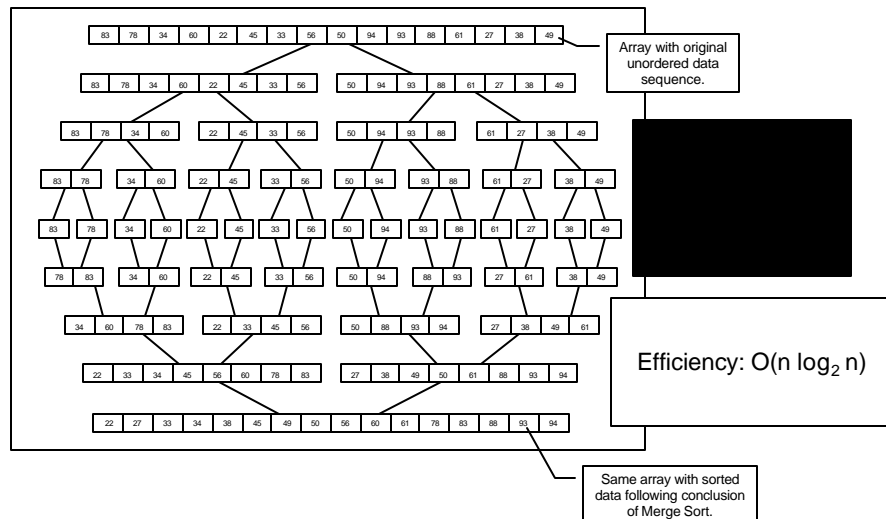 83 78 34 60 22 45 33 56 50 94 93 88 61 27 38 49
Array with original
unordered data
sequence.
83 78 34 60 22 45 33 56 50 94 93 88 61 27 38 49
83 78 34 60 22 45 33 56 50 94 93 88 61 27 38 49
83 78 34 60 22 45 33 56 50 94 93 88 61 27 38 49
83 78 34 60 22 45 33 56 50 94 93 88 61 27 38 49
78 83 34 60 22 45 33 56 50 94 88 93 27 61 38 49
34 60 78 83 22 33 45 56 50 88 93 94 27 38 49 61
Efficiency: O(n log₂ n)
22 33 34 45 56 60 78 83 27 38 49 50 61 88 93 94
22 27 33 34 38 45 49 50 56 60 61 78 83 88 93 94
Same array with sorted
data following conclusion
of Merge Sort.